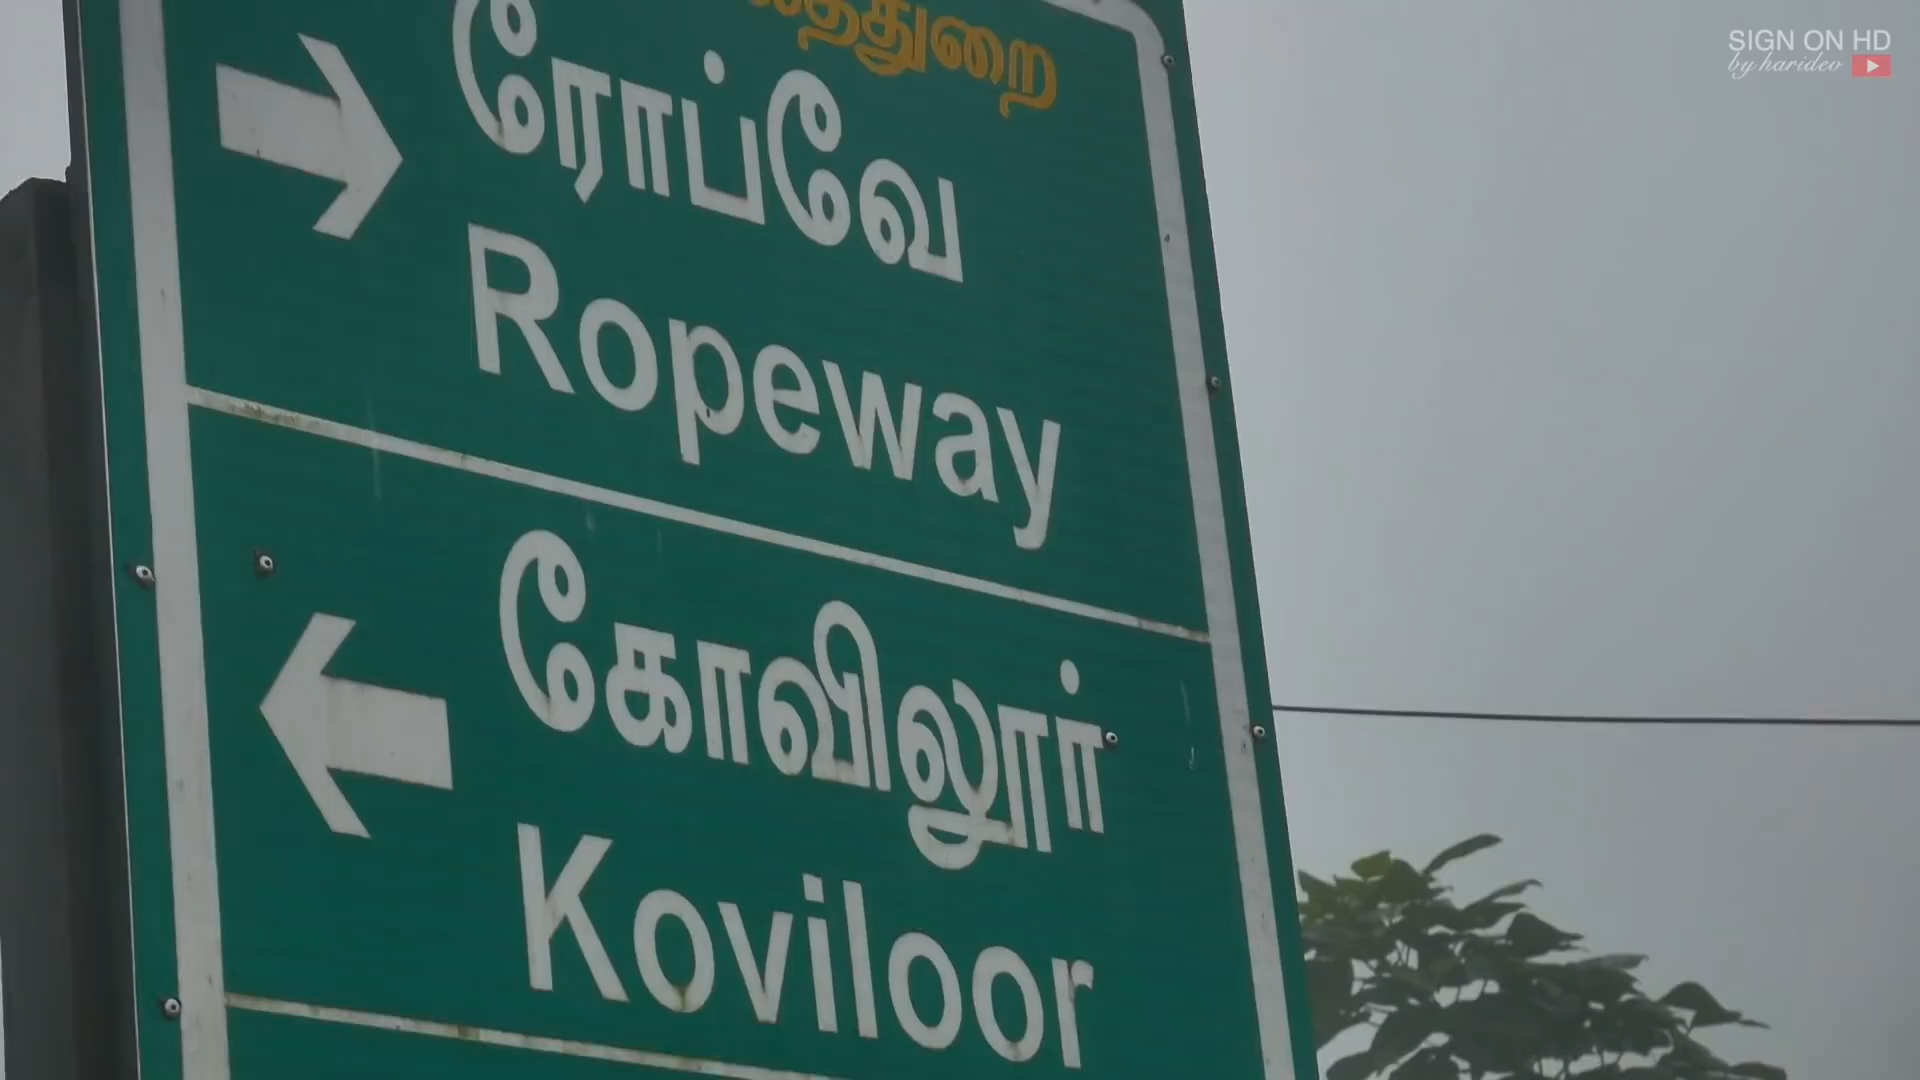 ரோப்வே
Ropeway
கோவிலூர்
Koviloor
SIGN ON HD
by haridev